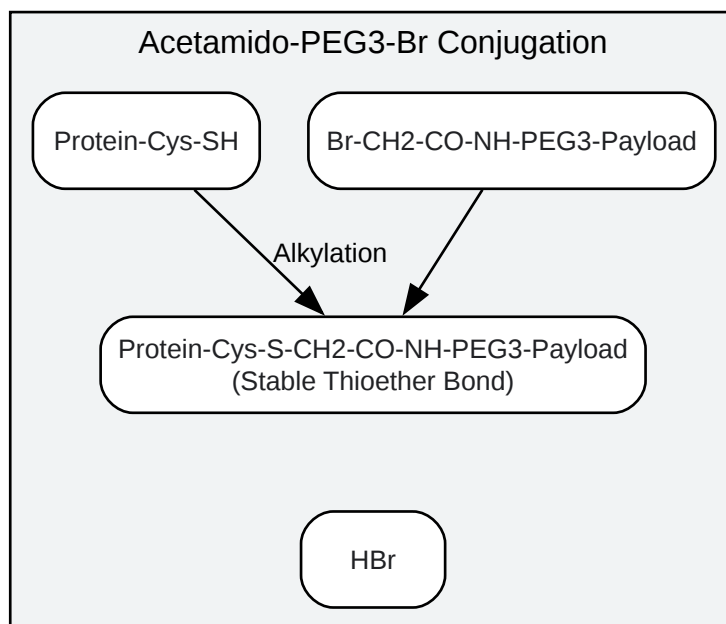 Acetamido-PEG3-Br Conjugation
Protein-Cys-SH
Br-CH2-CO-NH-PEG3-Payload
Alkylation
Protein-Cys-S-CH2-CO-NH-PEG3-Payload
(Stable Thioether Bond)
HBr